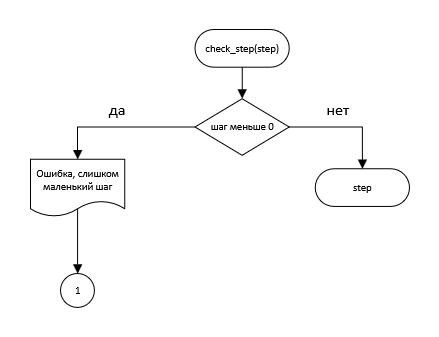 check_step(step)
да
нет
шаг меньше 0
Ошибка, слишком
маленький шаг
step
1